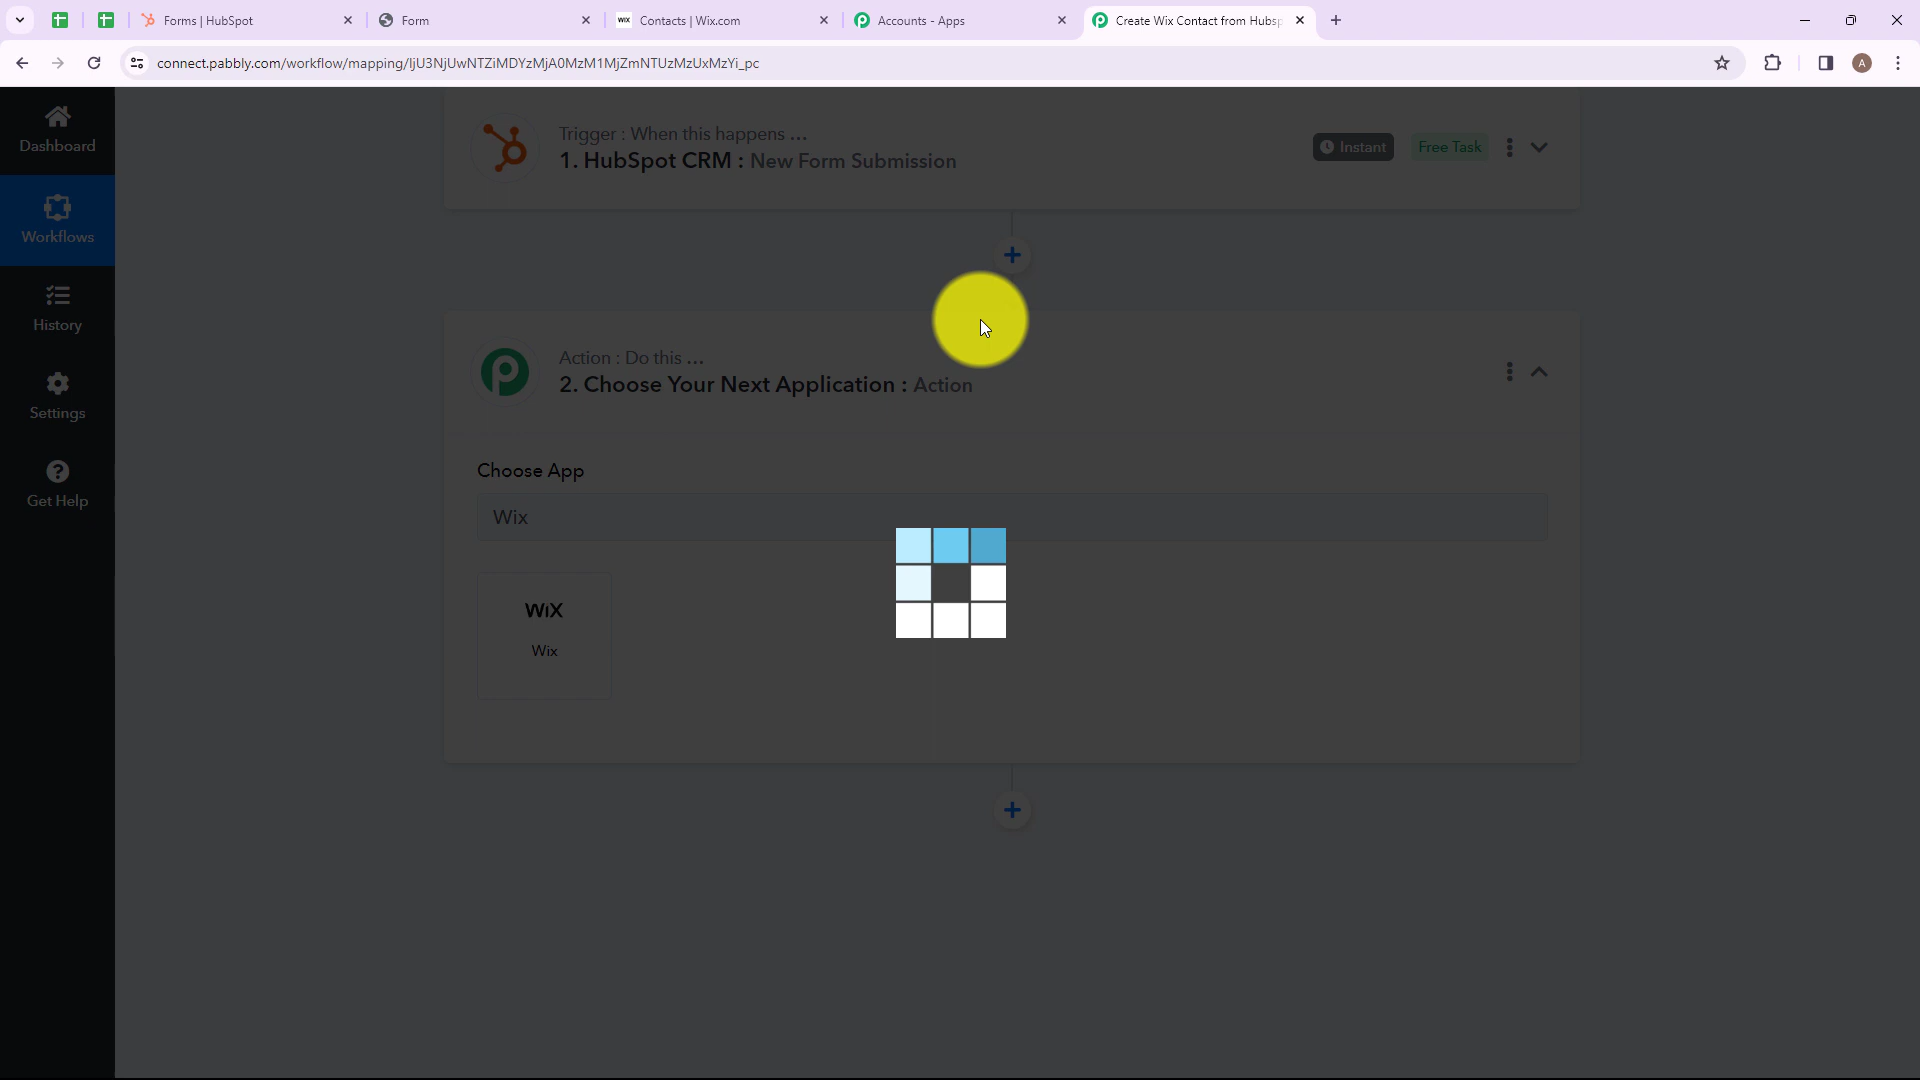 Forms | HubSpot
Form
WiX Contacts | Wix.com
Accounts - Apps
Create Wix Contact from Hubsp
connect.pabbly.com/workflow/mapping/IjU3NjUwNTZiMDYzMjA0MzM1MjZmNTUzMzUxMzYi_pc
A
Dashboard
Workflows
History
Settings
Get Help
Trigger : When this happens ...
1. HubSpot CRM : New Form Submission
Instant
Free Task
Action : Do this ...
2. Choose Your Next Application : Action
Choose App
Wix
WiX
Wix